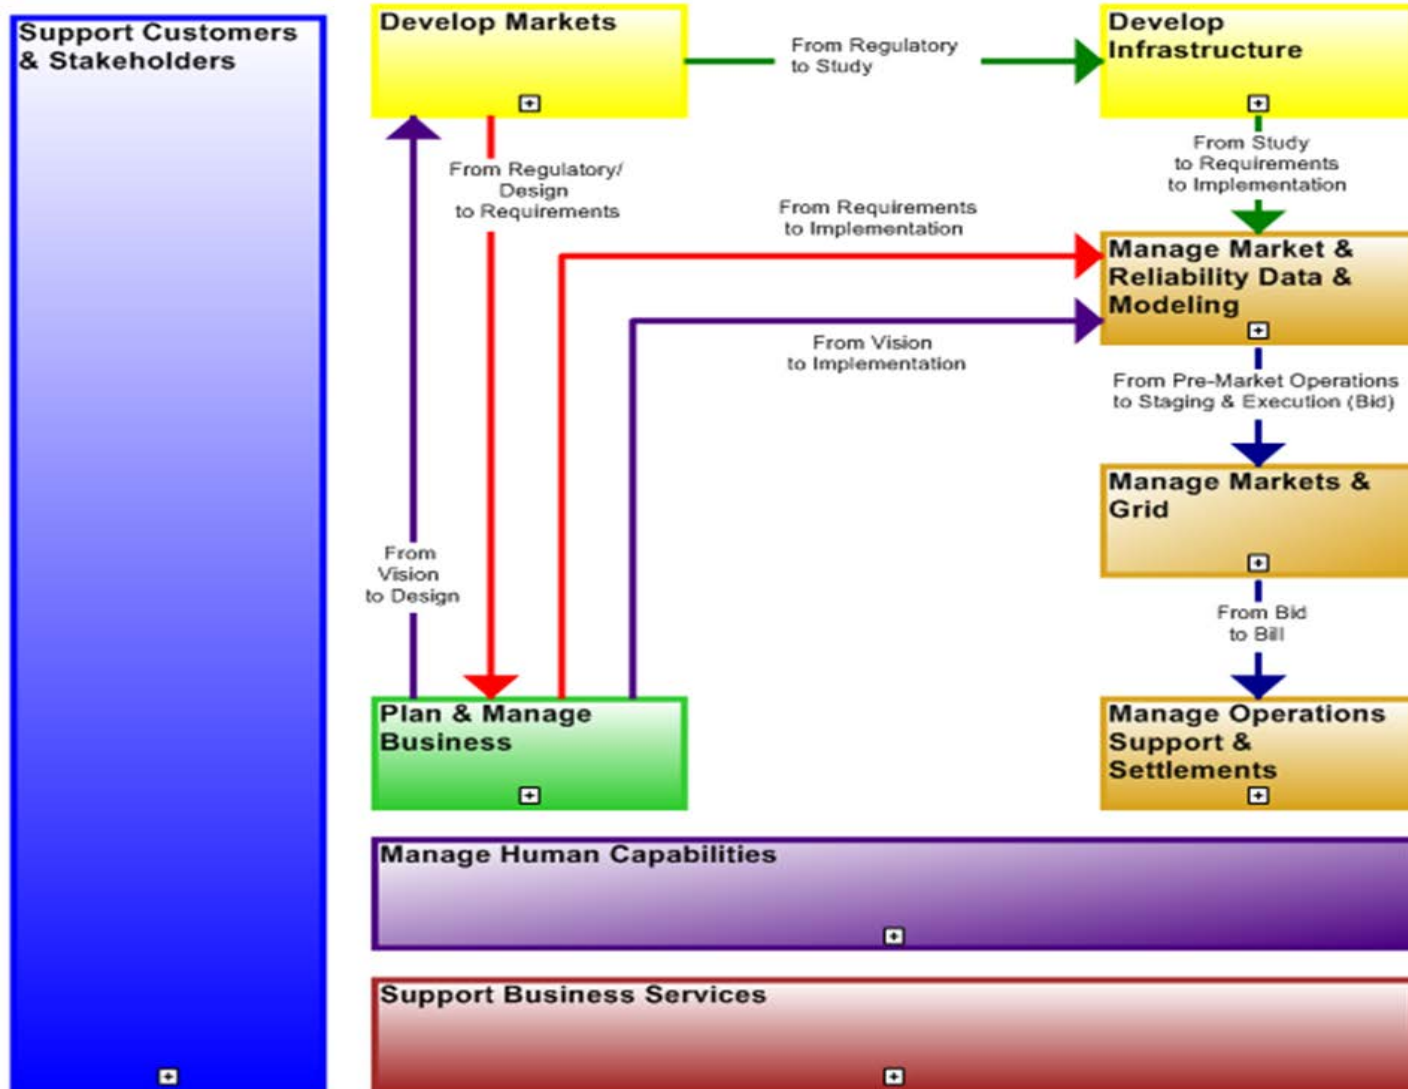 Support Customers
& Stakeholders
Develop Markets
From Regulatory
to Study
Develop
Infrastructure
From Regulatory/
Design
to Requirements
From Study
to Requirements
to Implementation
From Requirements
to Implementation
Manage Market &
Reliability Data &
Modeling
From Vision
to Implementation
From Pre-Market Operations
to Staging & Execution (Bid)
Manage Markets &
Grid
From
Vision
to Design
From Bid
to Bill
Plan & Manage
Business
Manage Operations
Support &
Settlements
Manage Human Capabilities
Support Business Services